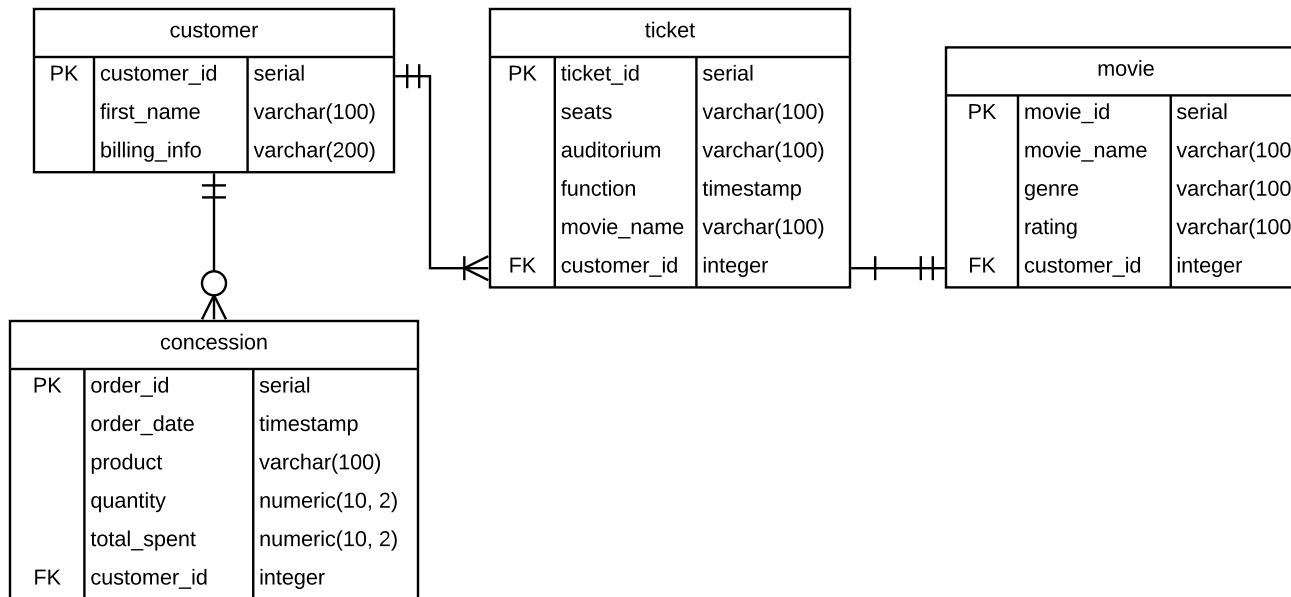 customer
PK customer_id serial
first_name varchar(100)
billing_info varchar(200)
ticket
PK ticket_id serial
seats varchar(100)
auditorium varchar(100)
function timestamp
movie_name varchar(100)
FK customer_id integer
movie
PK movie_id serial
movie_name varchar(100
genre varchar(100
rating varchar(100
FK customer_id integer
concession
PK order_id serial
order_date timestamp
product varchar(100)
quantity numeric(10, 2)
total_spent numeric(10, 2)
FK customer_id integer